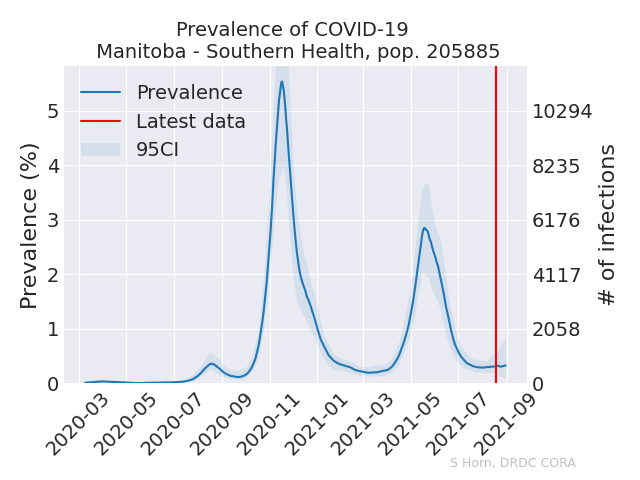 Prevalence of COVID-19
Manitoba - Southern Health, pop. 205885
Prevalence
Latest data
95CI
Prevalence (%)
5
4
3
2
1
0
10294
8235
6176
4117
2058
0
# of infections
2020-03
2020-05
2020-07
2020-09
2020-11
2021-01
2021-03
2021-05
2021-07
2021-09
S Horn, DRDC CORA